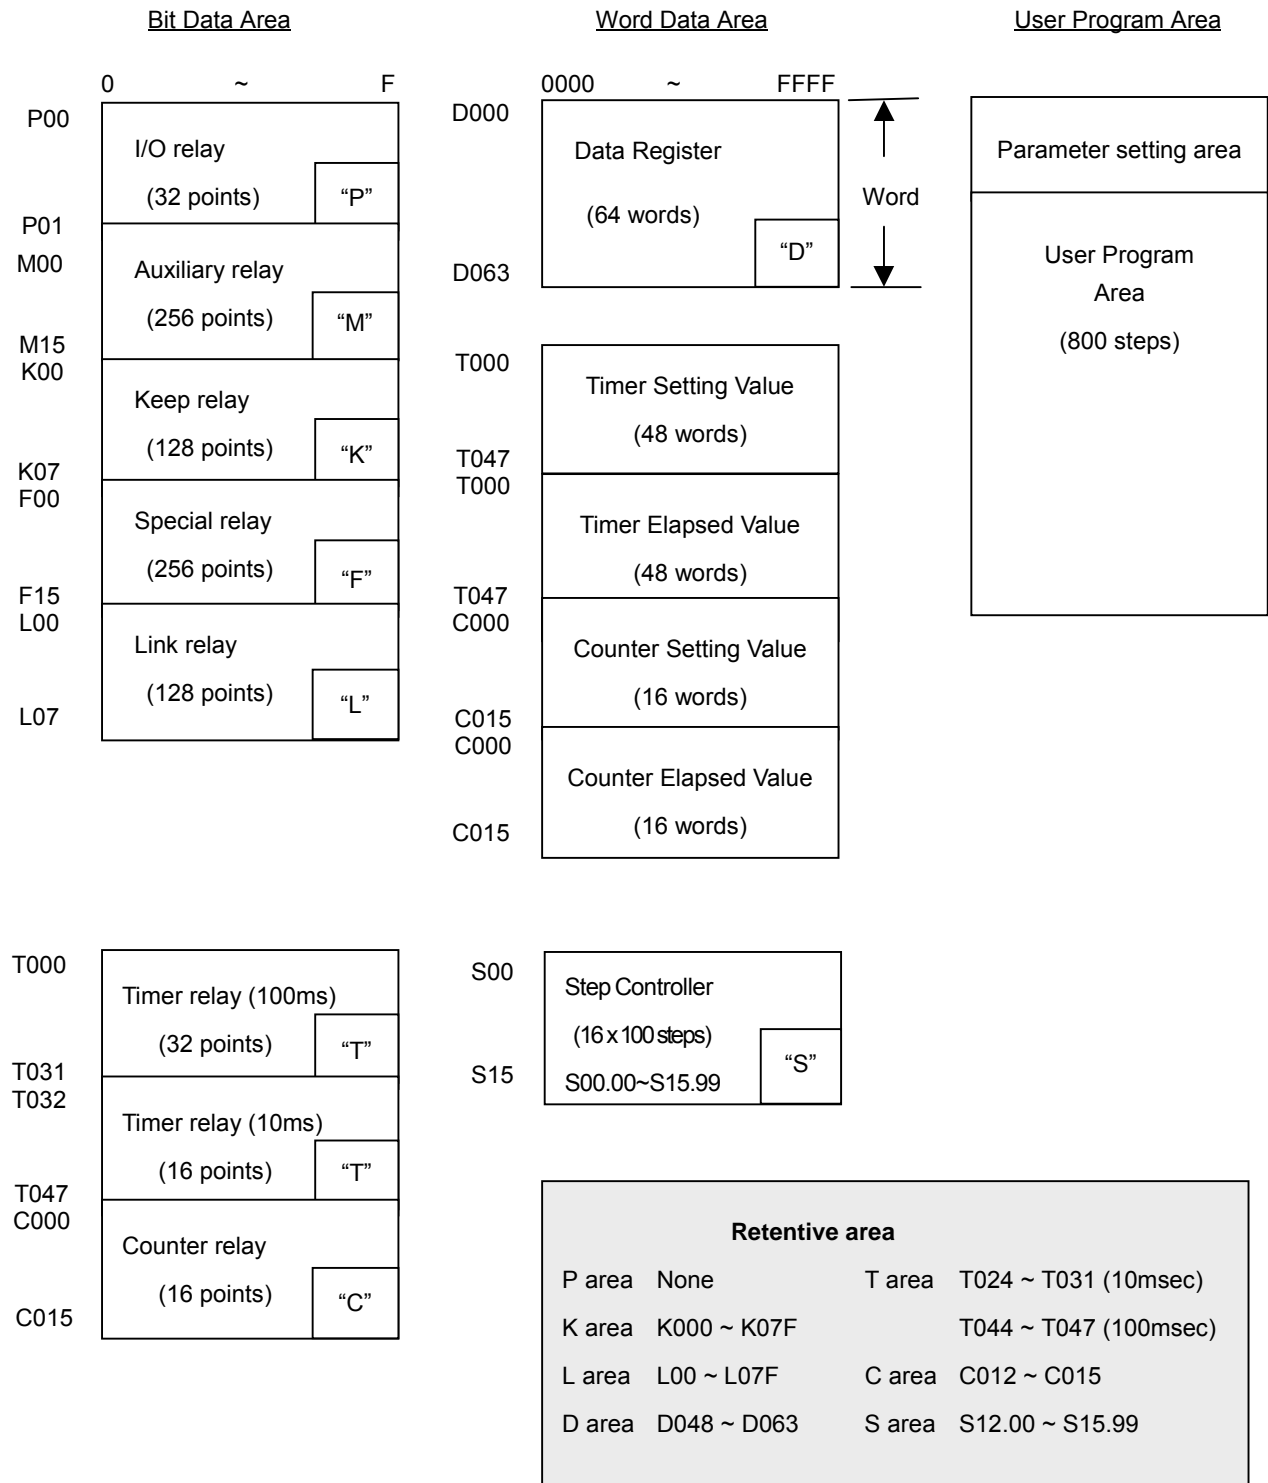 Bit Data Area
Word Data Area
User Program Area
0 ~ F
P00
I/O relay
(32 points)
“P”
P01
M00
Auxiliary relay
(256 points)
“M”
M15
K00
Keep relay
(128 points)
“K”
K07
F00
Special relay
(256 points)
“F”
F15
L00
Link relay
(128 points)
“L”
L07
0000 ~ FFFF
D000
Data Register
(64 words)
“D”
D063
Word
T000
Timer Setting Value
(48 words)
T047
T000
Timer Elapsed Value
(48 words)
T047
C000
Counter Setting Value
(16 words)
C015
C000
Counter Elapsed Value
(16 words)
C015
Parameter setting area
User Program
Area
(800 steps)
T000
Timer relay (100ms)
(32 points)
“T”
T031
T032
Timer relay (10ms)
(16 points)
“T”
T047
C000
Counter relay
(16 points)
“C”
C015
S00
Step Controller
(16 x 100 steps)
S00.00~S15.99
“S”
S15
Retentive area
P area None T area T024 ~ T031 (10msec)
K area K000 ~ K07F T044 ~ T047 (100msec)
L area L00 ~ L07F C area C012 ~ C015
D area D048 ~ D063 S area S12.00 ~ S15.99